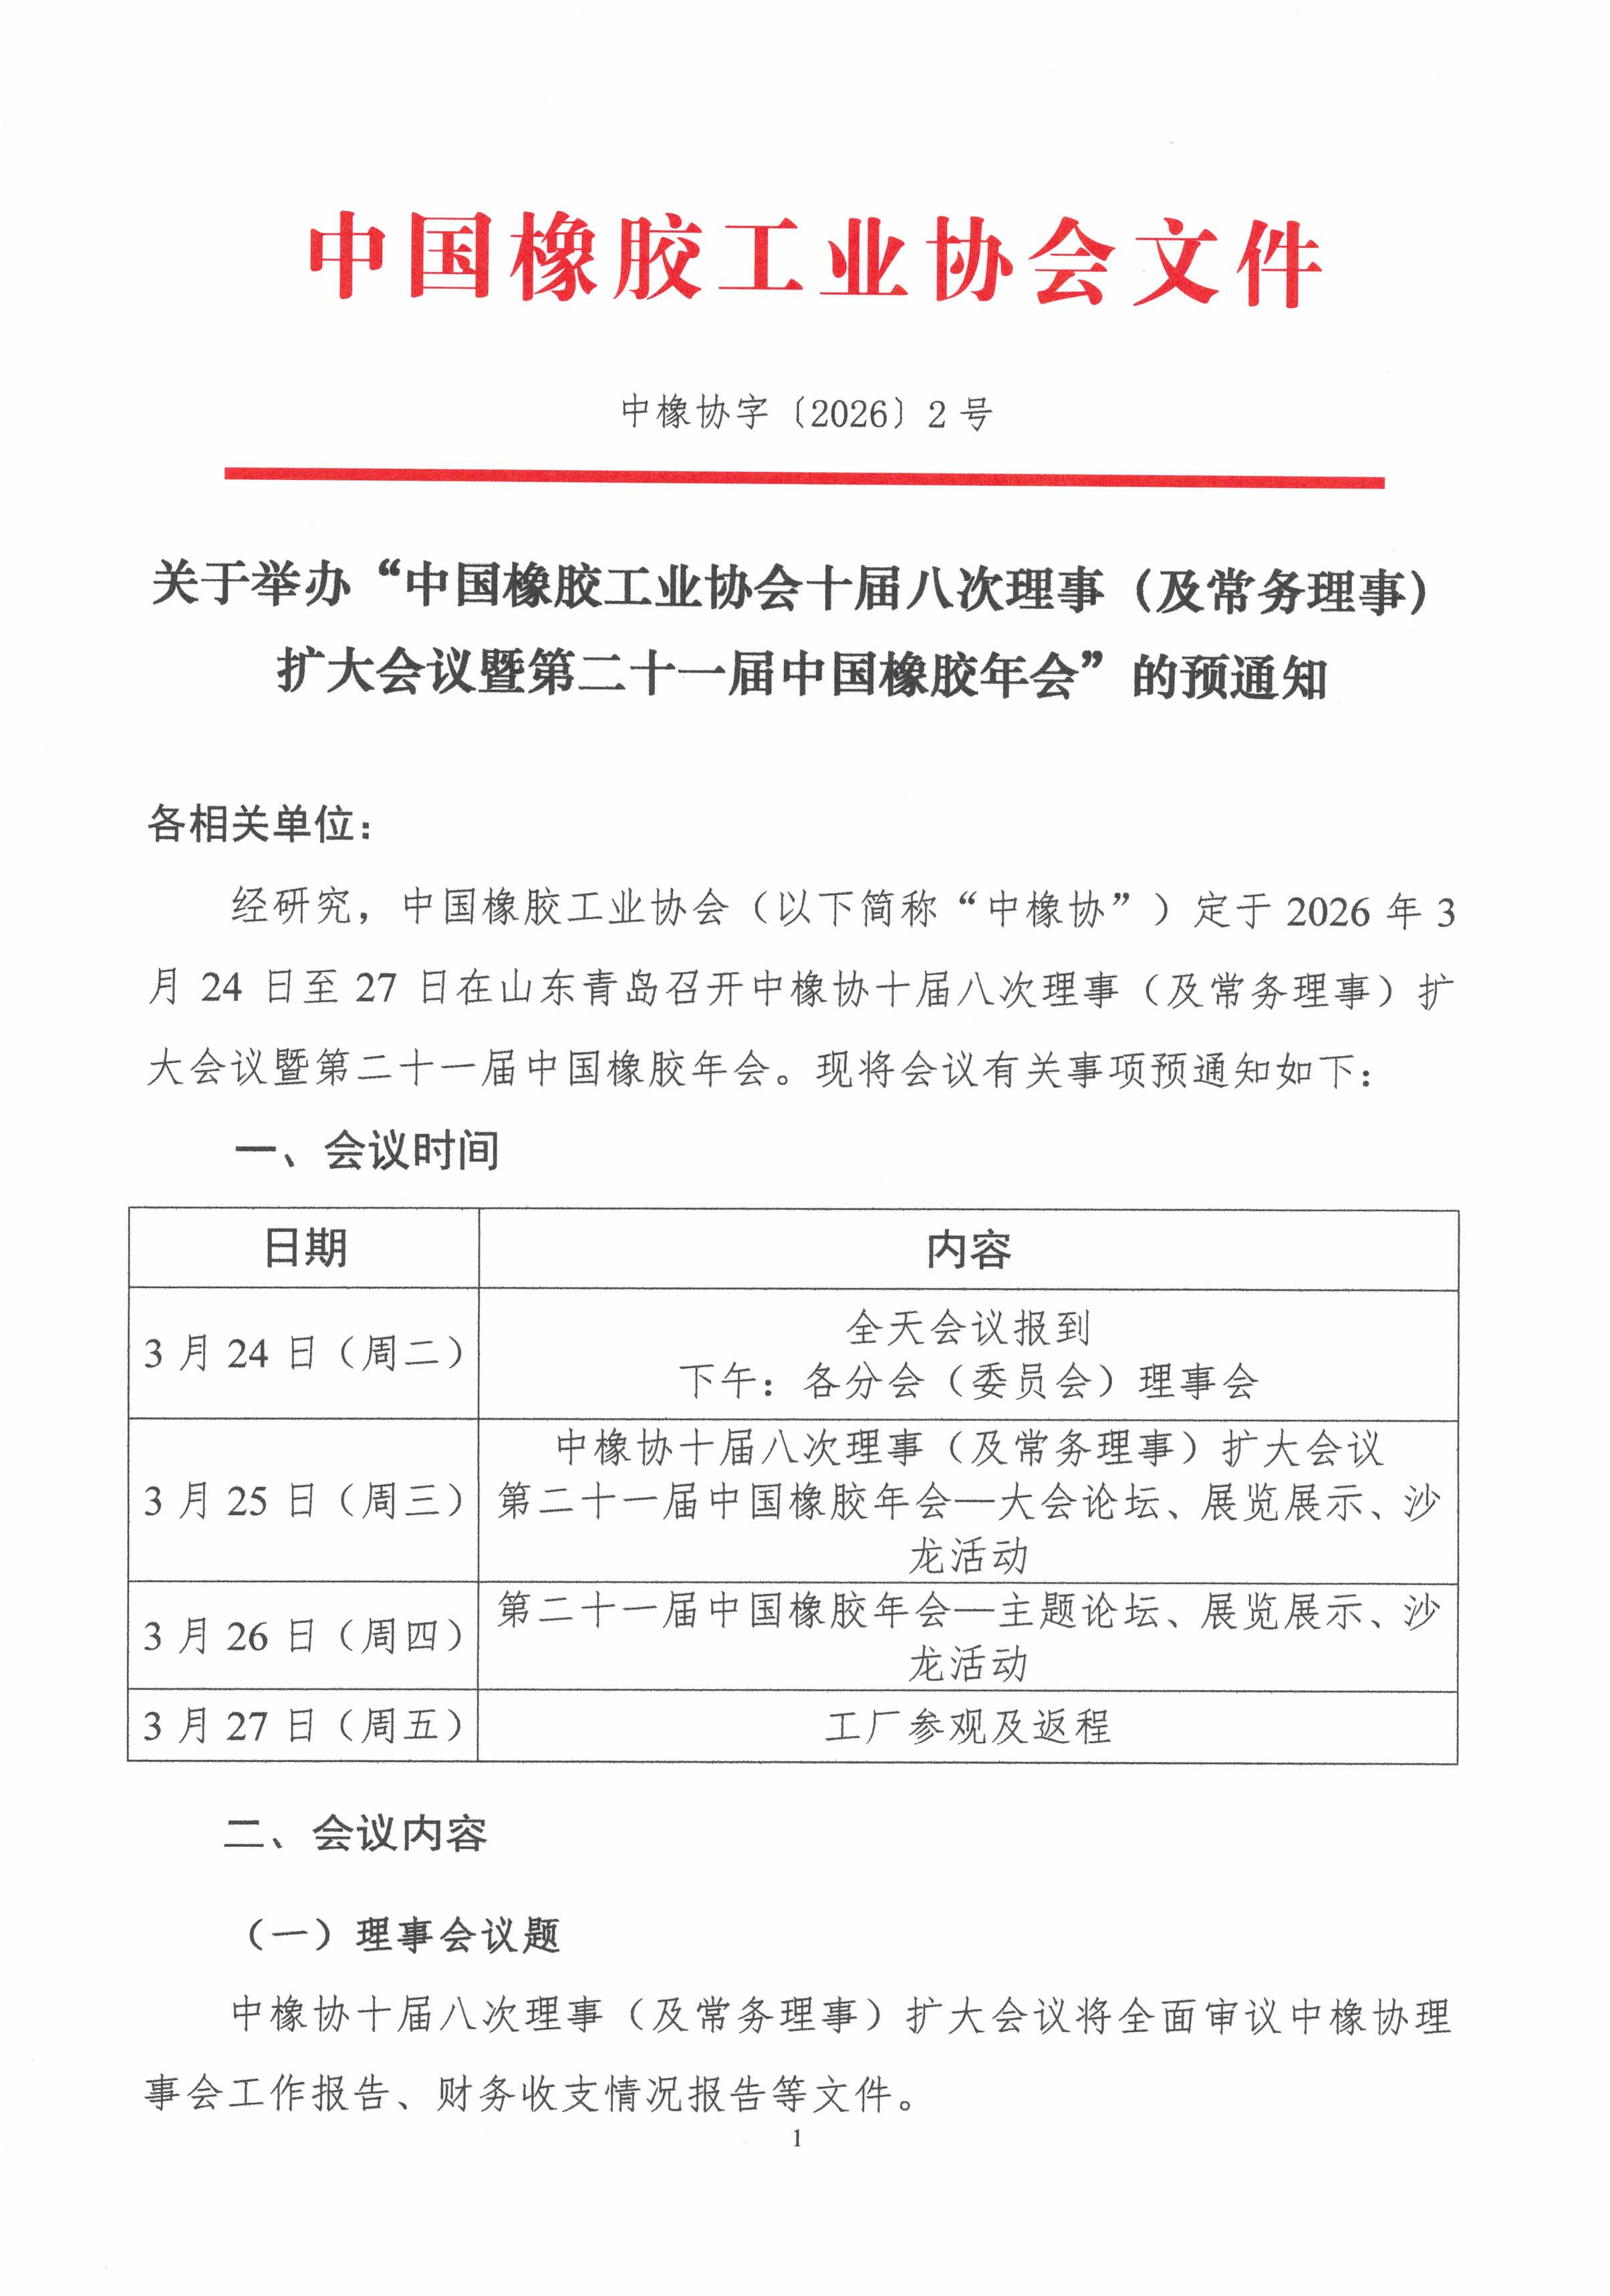 中国橡胶工业协会文件
中橡协字〔2026〕2号
关于举办“中国橡胶工业协会十届八次理事（及常务理事）
扩大会议暨第二十一届中国橡胶年会”的预通知
各相关单位：
经研究，中国橡胶工业协会（以下简称“中橡协”）定于 2026 年 3
月 24 日至 27 日在山东青岛召开中橡协十届八次理事（及常务理事）扩
大会议暨第二十一届中国橡胶年会。现将会议有关事项预通知如下：
一、会议时间
日期
内容
3 月 24 日（周二）
全天会议报到
下午：各分会（委员会）理事会
3 月 25 日（周三）
中橡协十届八次理事（及常务理事）扩大会议
第二十一届中国橡胶年会—大会论坛、展览展示、沙
龙活动
3 月 26 日（周四）
第二十一届中国橡胶年会—主题论坛、展览展示、沙
龙活动
3 月 27 日（周五）
工厂参观及返程
二、会议内容
（一）理事会议题
中橡协十届八次理事（及常务理事）扩大会议将全面审议中橡协理
事会工作报告、财务收支情况报告等文件。
1